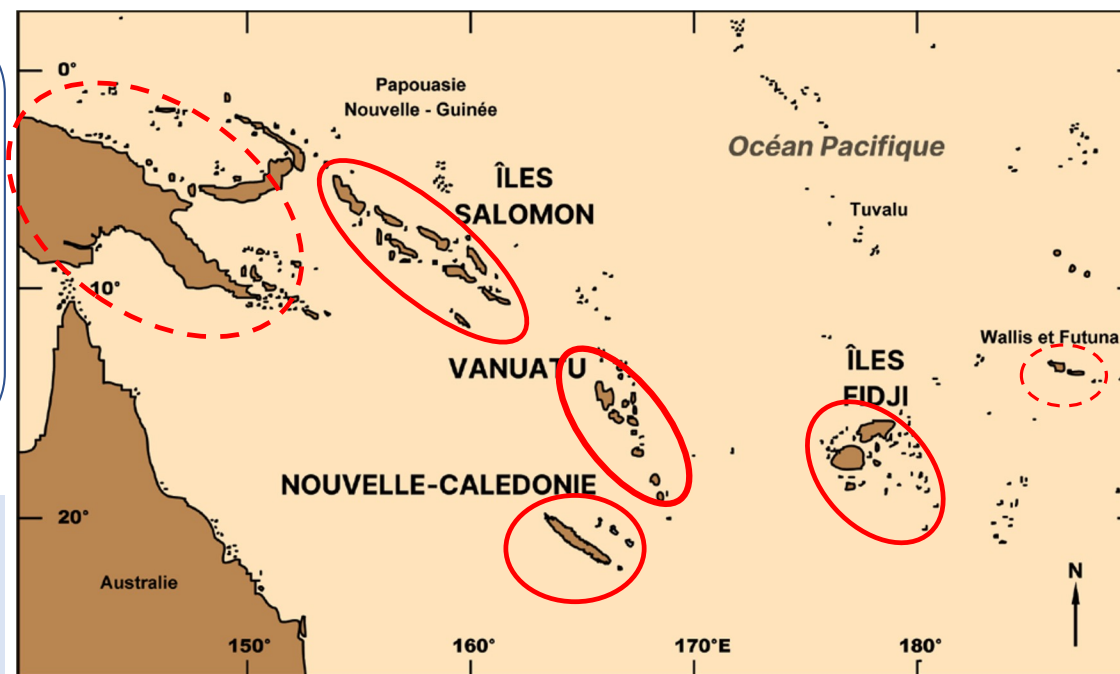 0°
Papouasie
Nouvelle - Guinée
Océan Pacifique
ÎLES
SALOMON
Tuvalu
10°
Wallis et Futuna
VANUATU
ÎLES
FIDJI
NOUVELLE-CALEDONIE
20°
Australie
N
150°
160°
170°E
180°